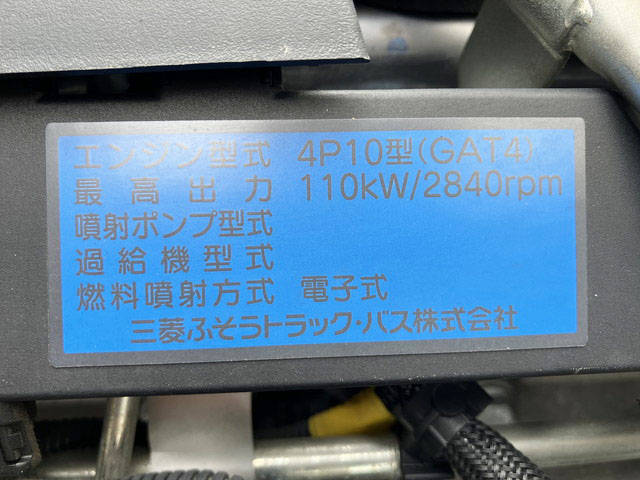 エンジン型式 4P10型(GAT4)
最高出力 110kW/2840rpm
噴射ポンプ型式
過給機型式
燃料噴射方式 電子式
三菱ふそうトラック・バス株式会社